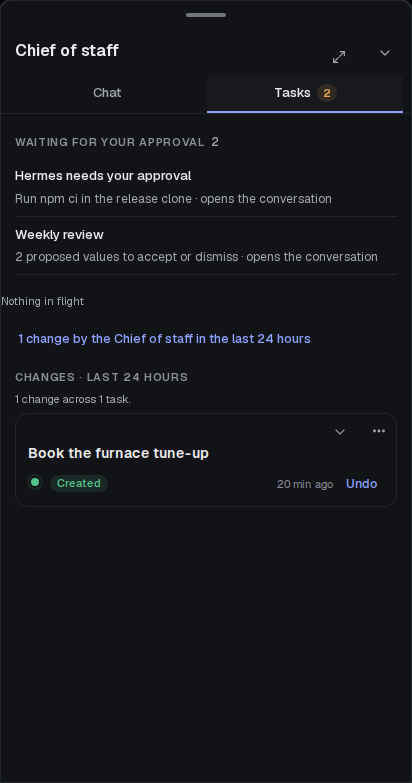 Chief of staff
Chat
Tasks 2
WAITING FOR YOUR APPROVAL 2
Hermes needs your approval
Run npm ci in the release clone · opens the conversation
Weekly review
2 proposed values to accept or dismiss · opens the conversation
Nothing in flight
1 change by the Chief of staff in the last 24 hours
CHANGES · LAST 24 HOURS
1 change across 1 task.
Book the furnace tune-up
Created
20 min ago Undo